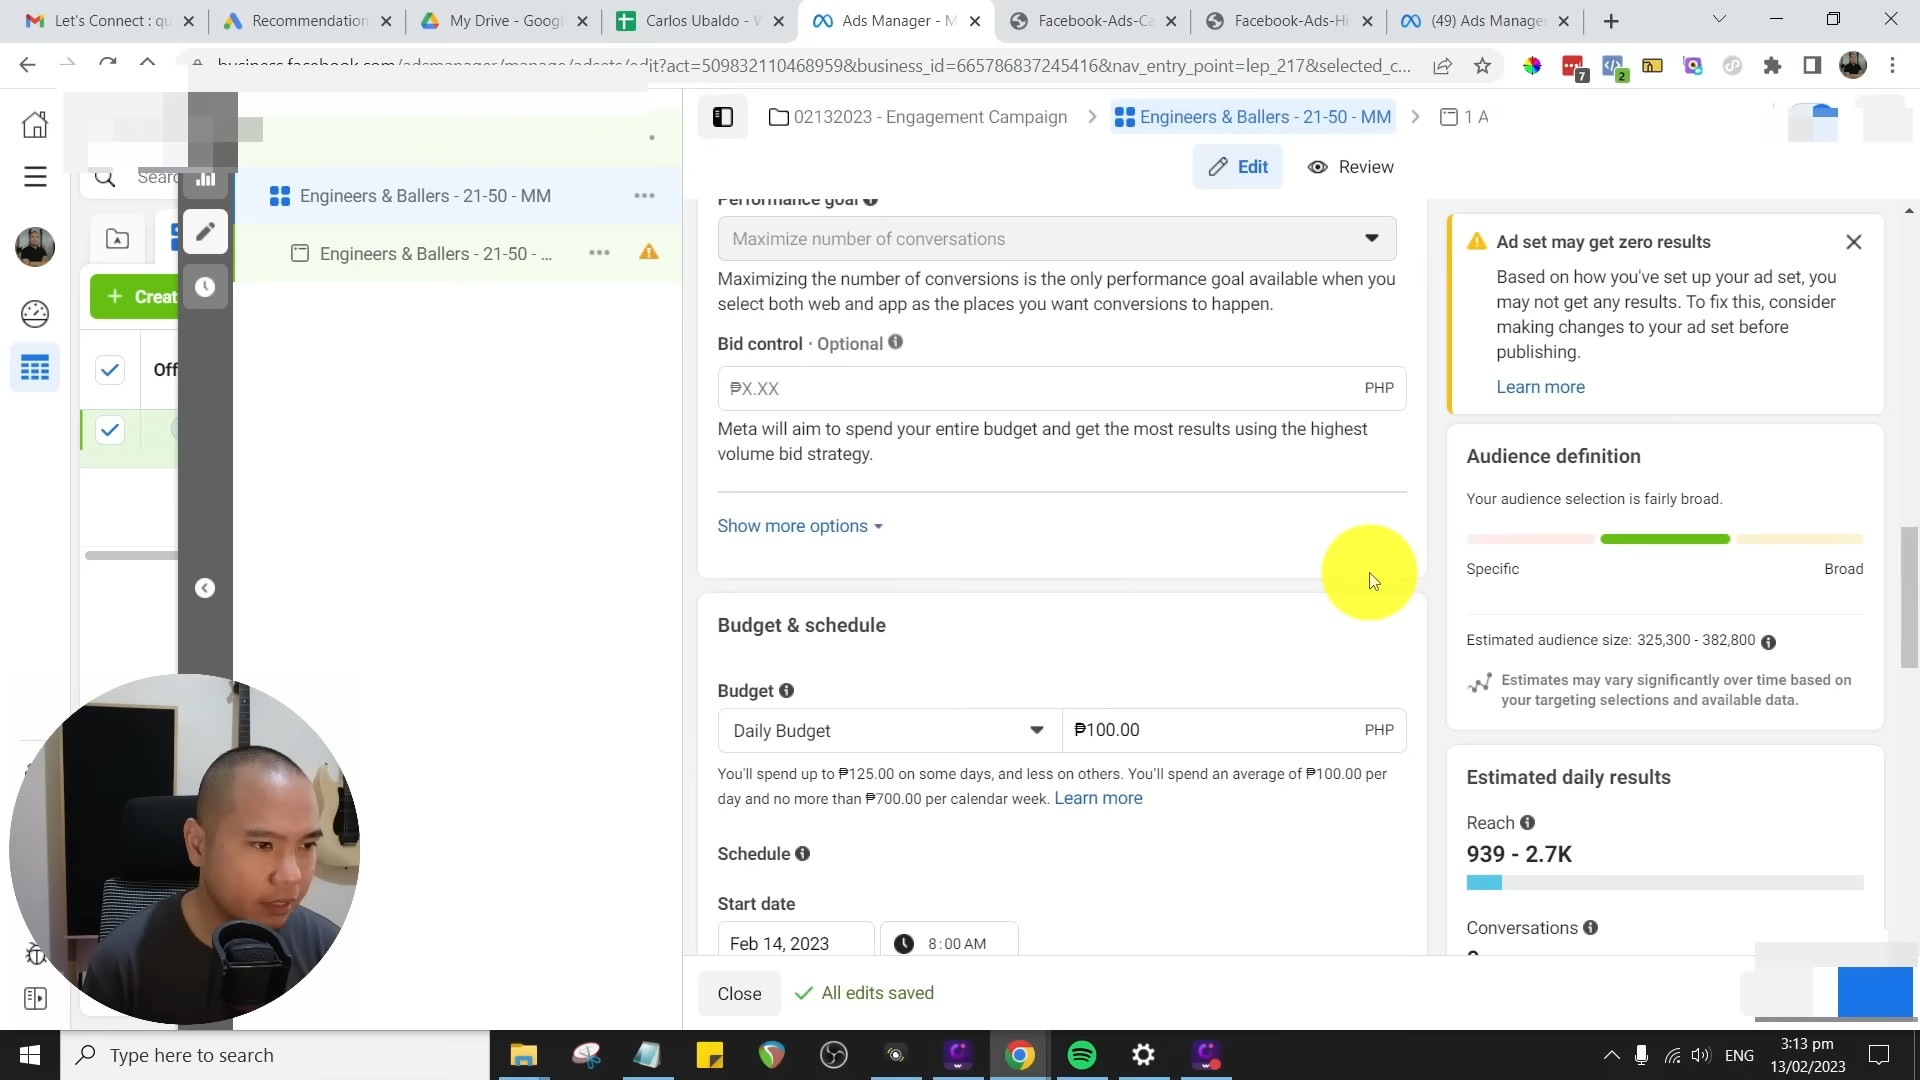 Let's Connect : qu
Recommendation
My Drive - Googl
Carlos Ubaldo - W
Ads Manager - M
Facebook-Ads-Ca
Facebook-Ads-Hi
(49) Ads Manager
business.facebook.com/adsmanager/manage/adsets/edit?act=509832110468959&business_id=665786837245416&nav_entry_point=lep_217&selected_c...
7
2
02132023 - Engagement Campaign
Engineers & Ballers - 21-50 - MM
1 A
Edit
Review
Searc
Engineers & Ballers - 21-50 - MM
Engineers & Ballers - 21-50 - ...
Creat
Off
Performance goal
Maximize number of conversations
Maximizing the number of conversions is the only performance goal available when you
select both web and app as the places you want conversions to happen.
Bid control · Optional
₱X.XX
PHP
Meta will aim to spend your entire budget and get the most results using the highest
volume bid strategy.
Show more options
Budget & schedule
Budget
Daily Budget
₱100.00
PHP
You'll spend up to ₱125.00 on some days, and less on others. You'll spend an average of ₱100.00 per
day and no more than ₱700.00 per calendar week. Learn more
Schedule
Start date
Feb 14, 2023
8:00 AM
Close
All edits saved
Ad set may get zero results
Based on how you've set up your ad set, you
may not get any results. To fix this, consider
making changes to your ad set before
publishing.
Learn more
Audience definition
Your audience selection is fairly broad.
Specific
Broad
Estimated audience size: 325,300 - 382,800
Estimates may vary significantly over time based on
your targeting selections and available data.
Estimated daily results
Reach
939 - 2.7K
Conversations
Type here to search
ENG
3:13 pm
13/02/2023